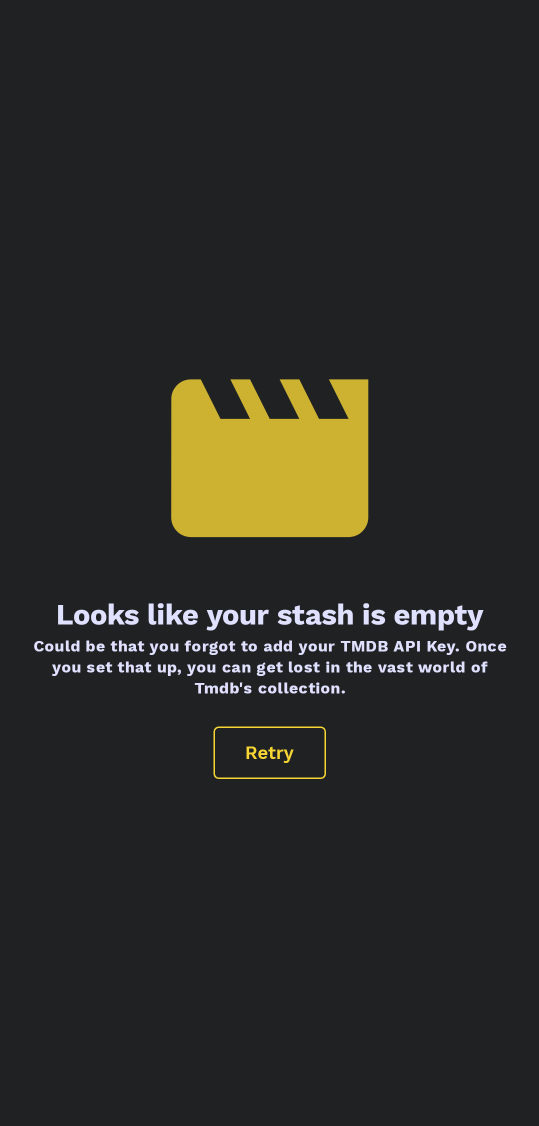 Looks like your stash is empty
Could be that you forgot to add your TMDB API Key. Once
you set that up, you can get lost in the vast world of
Tmdb's collection.
Retry